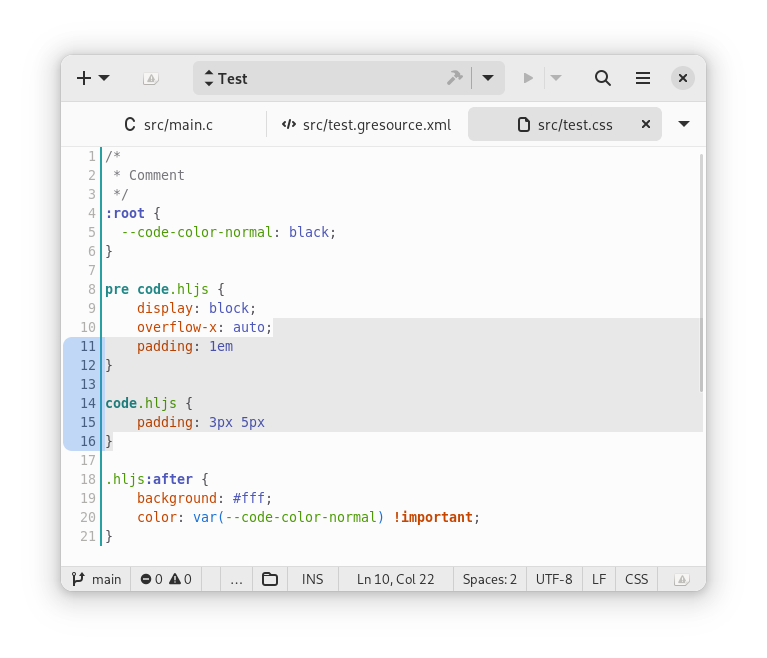 Test
src/main.c src/test.gresource.xml src/test.css
1 /*
2  * Comment
3  */
4 :root {
5   --code-color-normal: black;
6 }
7
8 pre code.hljs {
9     display: block;
10     overflow-x: auto;
11     padding: 1em
12 }
13
14 code.hljs {
15     padding: 3px 5px
16 }
17
18 .hljs:after {
19     background: #fff;
20     color: var(--code-color-normal) !important;
21 }
main 0 0 ... INS Ln 10, Col 22 Spaces: 2 UTF-8 LF CSS